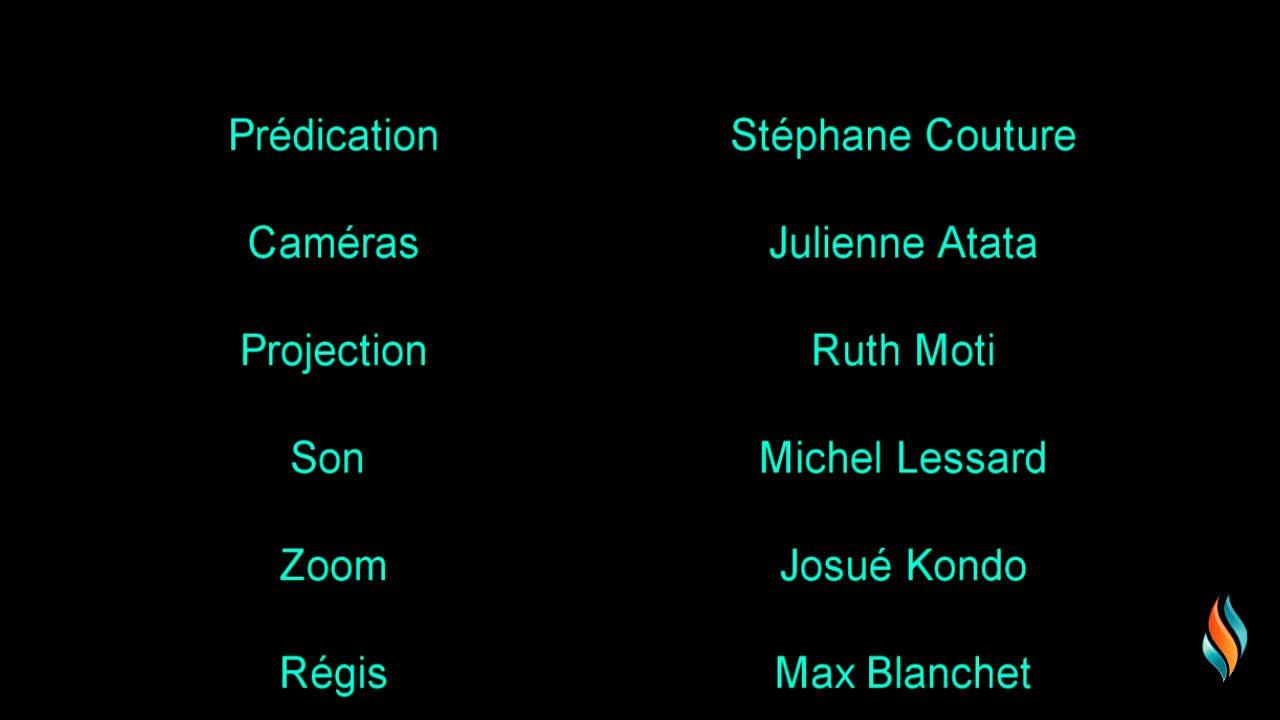 Prédication Stéphane Couture
Caméras Julienne Atata
Projection Ruth Moti
Son Michel Lessard
Zoom Josué Kondo
Régis Max Blanchet